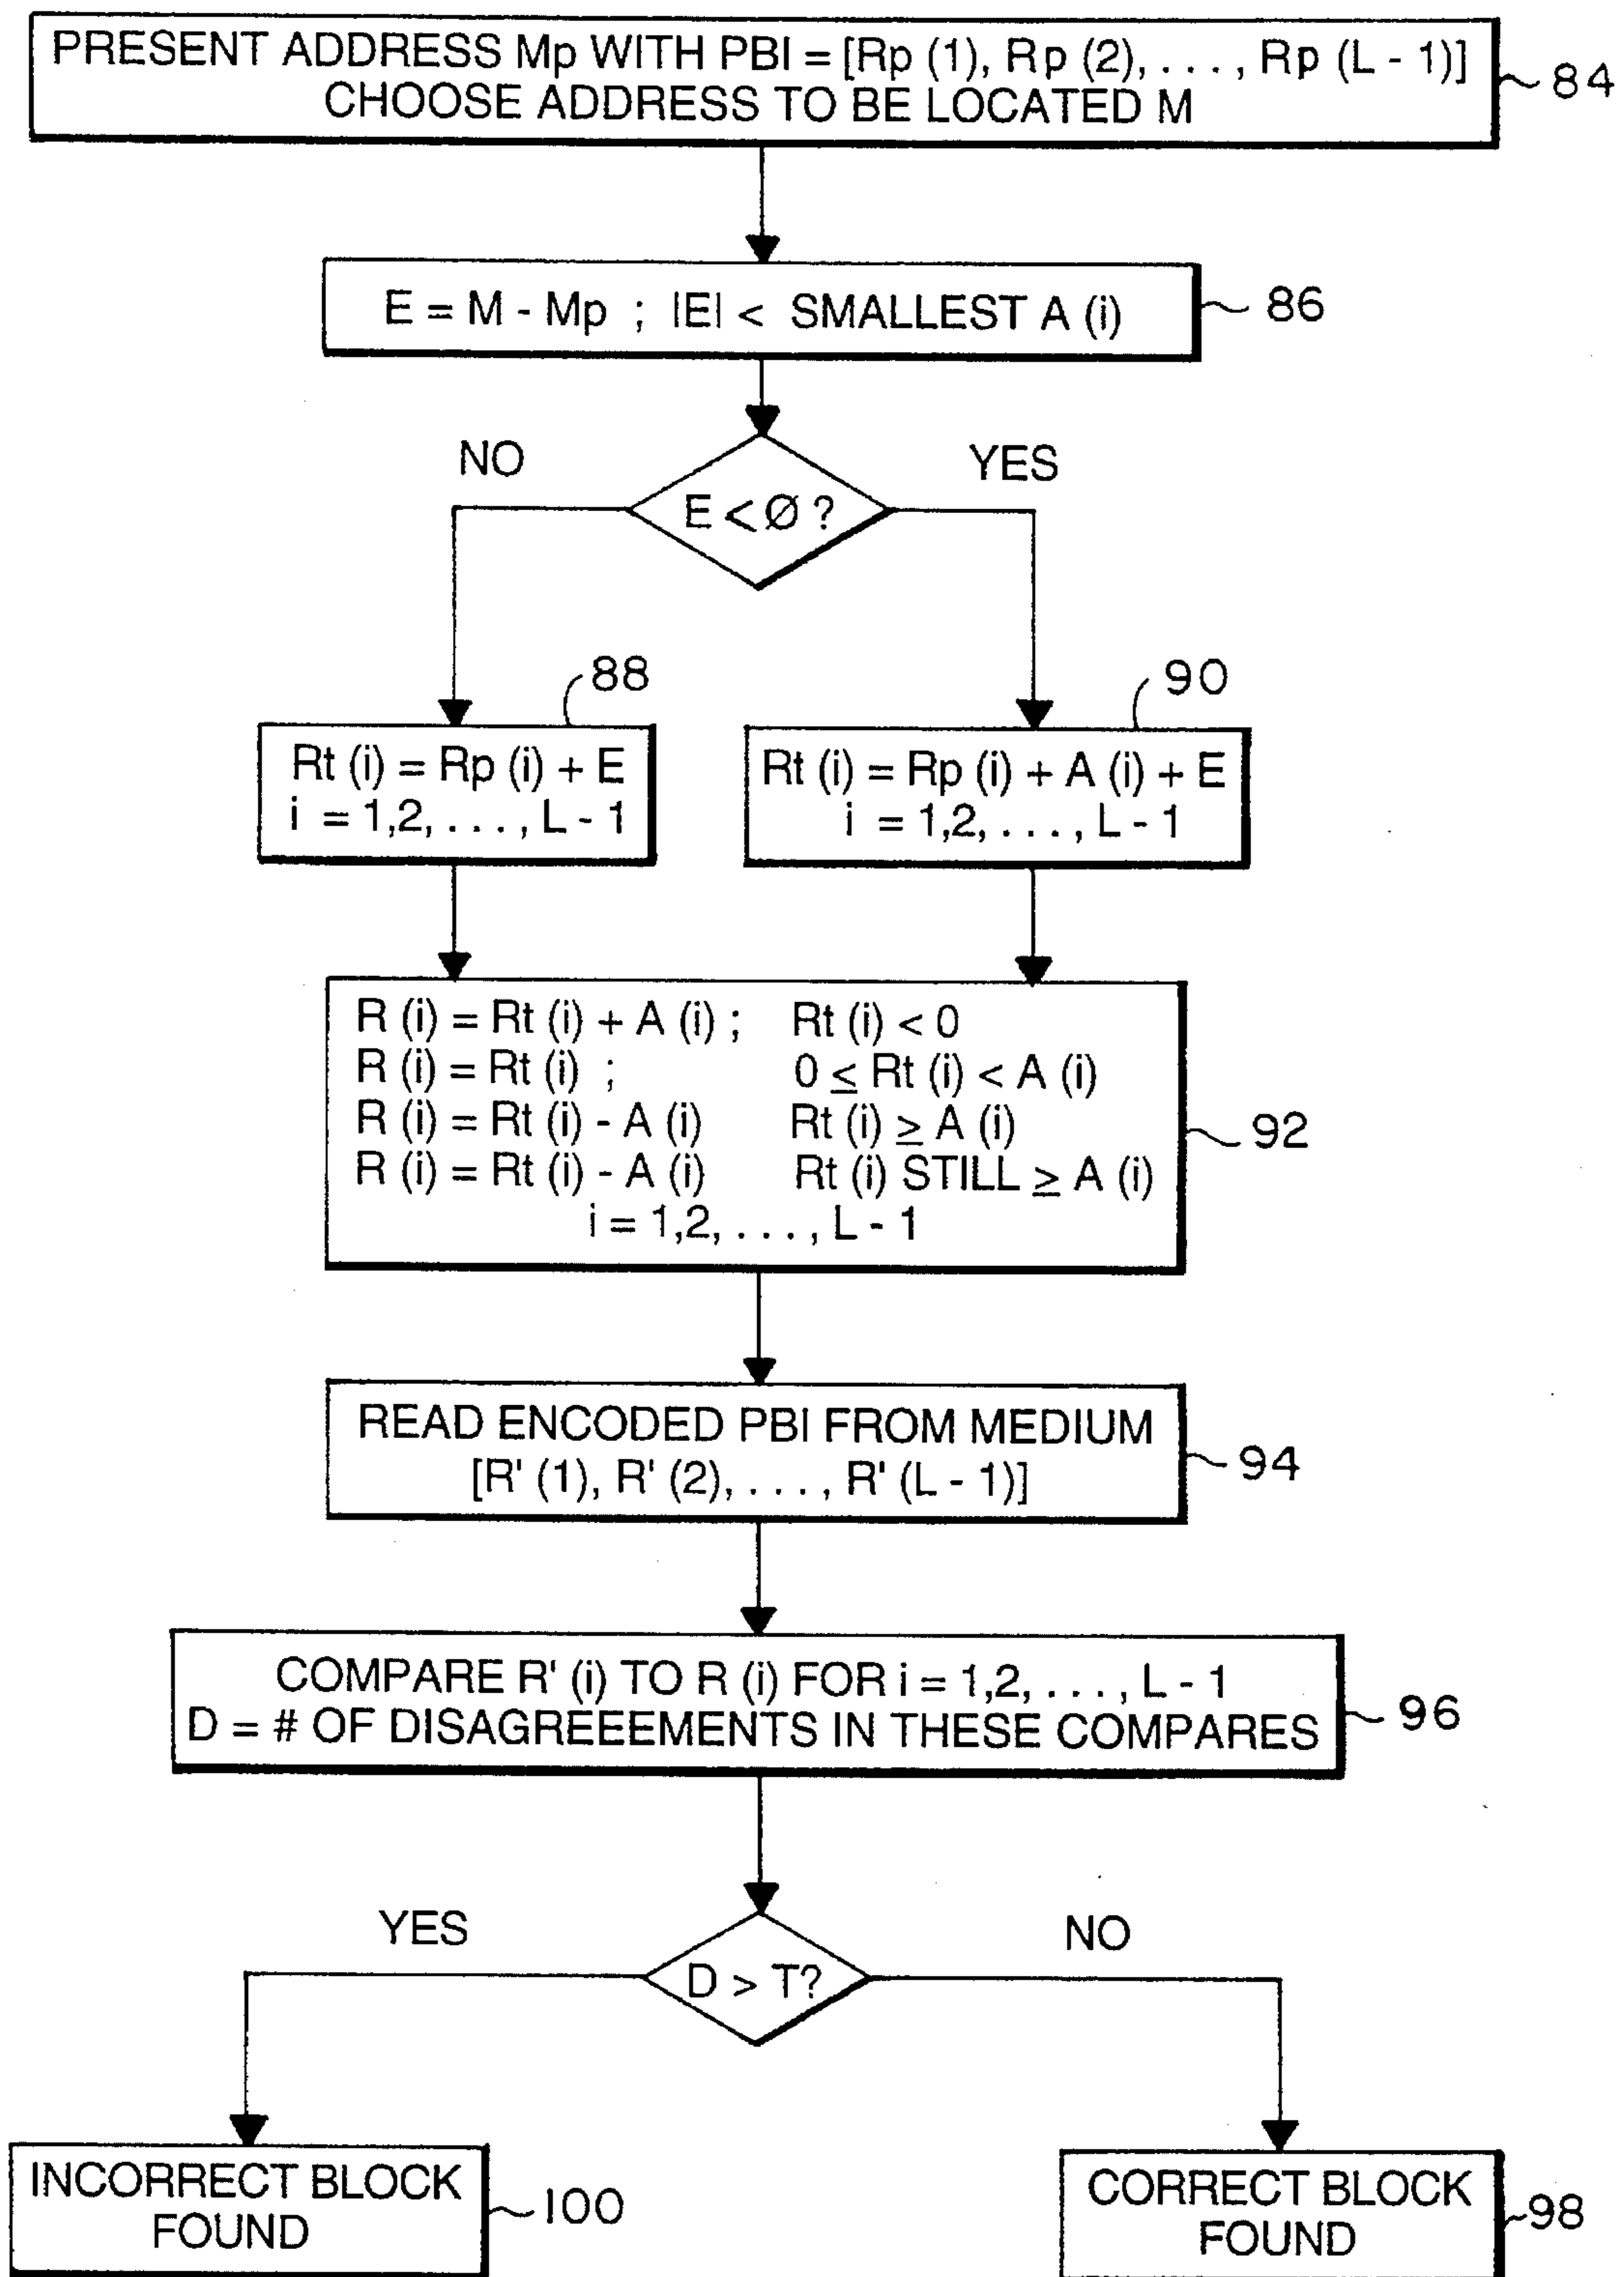 PRESENT ADDRESS Mp WITH PBI = [Rp (1), Rp (2), . . . , Rp (L - 1)]
CHOOSE ADDRESS TO BE LOCATED M
84
E = M - Mp ; |E| < SMALLEST A (i)
86
NO
YES
E < Ø ?
88
90
Rt (i) = Rp (i) + E
i = 1,2, . . . , L - 1
Rt (i) = Rp (i) + A (i) + E
i = 1,2, . . . , L - 1
R (i) = Rt (i) + A (i) ; Rt (i) < 0
R (i) = Rt (i) ; 0 ≤ Rt (i) < A (i)
R (i) = Rt (i) - A (i) Rt (i) ≥ A (i)
R (i) = Rt (i) - A (i) Rt (i) STILL ≥ A (i)
i = 1,2, . . . , L - 1
92
READ ENCODED PBI FROM MEDIUM
[R' (1), R' (2), . . . , R' (L - 1)]
94
COMPARE R' (i) TO R (i) FOR i = 1,2, . . . , L - 1
D = # OF DISAGREEEMENTS IN THESE COMPARES
96
YES
NO
D > T?
INCORRECT BLOCK
FOUND
100
CORRECT BLOCK
FOUND
98